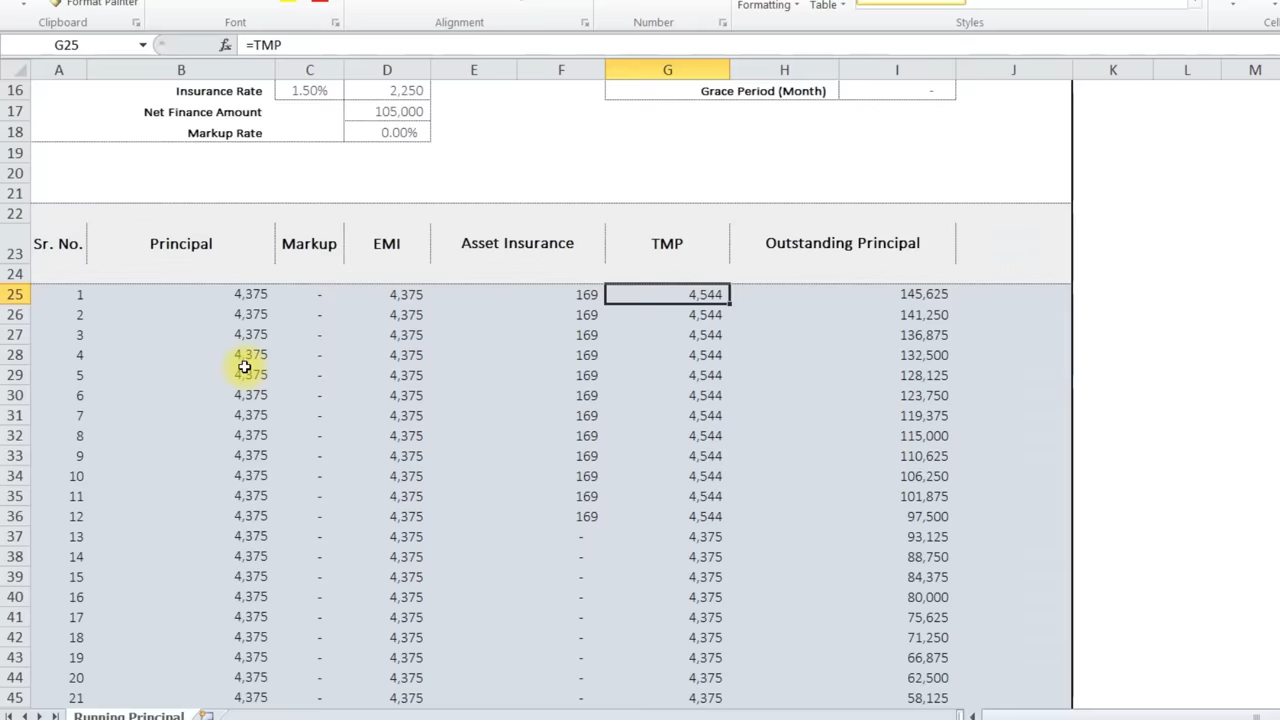 Format Painter
Formatting Table
Clipboard Font Alignment Number Styles
G25 fx =TMP
A B C D E F G H I J K L M
16 Insurance Rate 1.50% 2,250 Grace Period (Month) -
17 Net Finance Amount 105,000
18 Markup Rate 0.00%
19
20
21
22
23 Sr. No. Principal Markup EMI Asset Insurance TMP Outstanding Principal
24
25 1 4,375 - 4,375 169 4,544 145,625
26 2 4,375 - 4,375 169 4,544 141,250
27 3 4,375 - 4,375 169 4,544 136,875
28 4 4,375 - 4,375 169 4,544 132,500
29 5 4,375 - 4,375 169 4,544 128,125
30 6 4,375 - 4,375 169 4,544 123,750
31 7 4,375 - 4,375 169 4,544 119,375
32 8 4,375 - 4,375 169 4,544 115,000
33 9 4,375 - 4,375 169 4,544 110,625
34 10 4,375 - 4,375 169 4,544 106,250
35 11 4,375 - 4,375 169 4,544 101,875
36 12 4,375 - 4,375 169 4,544 97,500
37 13 4,375 - 4,375 - 4,375 93,125
38 14 4,375 - 4,375 - 4,375 88,750
39 15 4,375 - 4,375 - 4,375 84,375
40 16 4,375 - 4,375 - 4,375 80,000
41 17 4,375 - 4,375 - 4,375 75,625
42 18 4,375 - 4,375 - 4,375 71,250
43 19 4,375 - 4,375 - 4,375 66,875
44 20 4,375 - 4,375 - 4,375 62,500
45 21 4,375 - 4,375 - 4,375 58,125
Running Principal